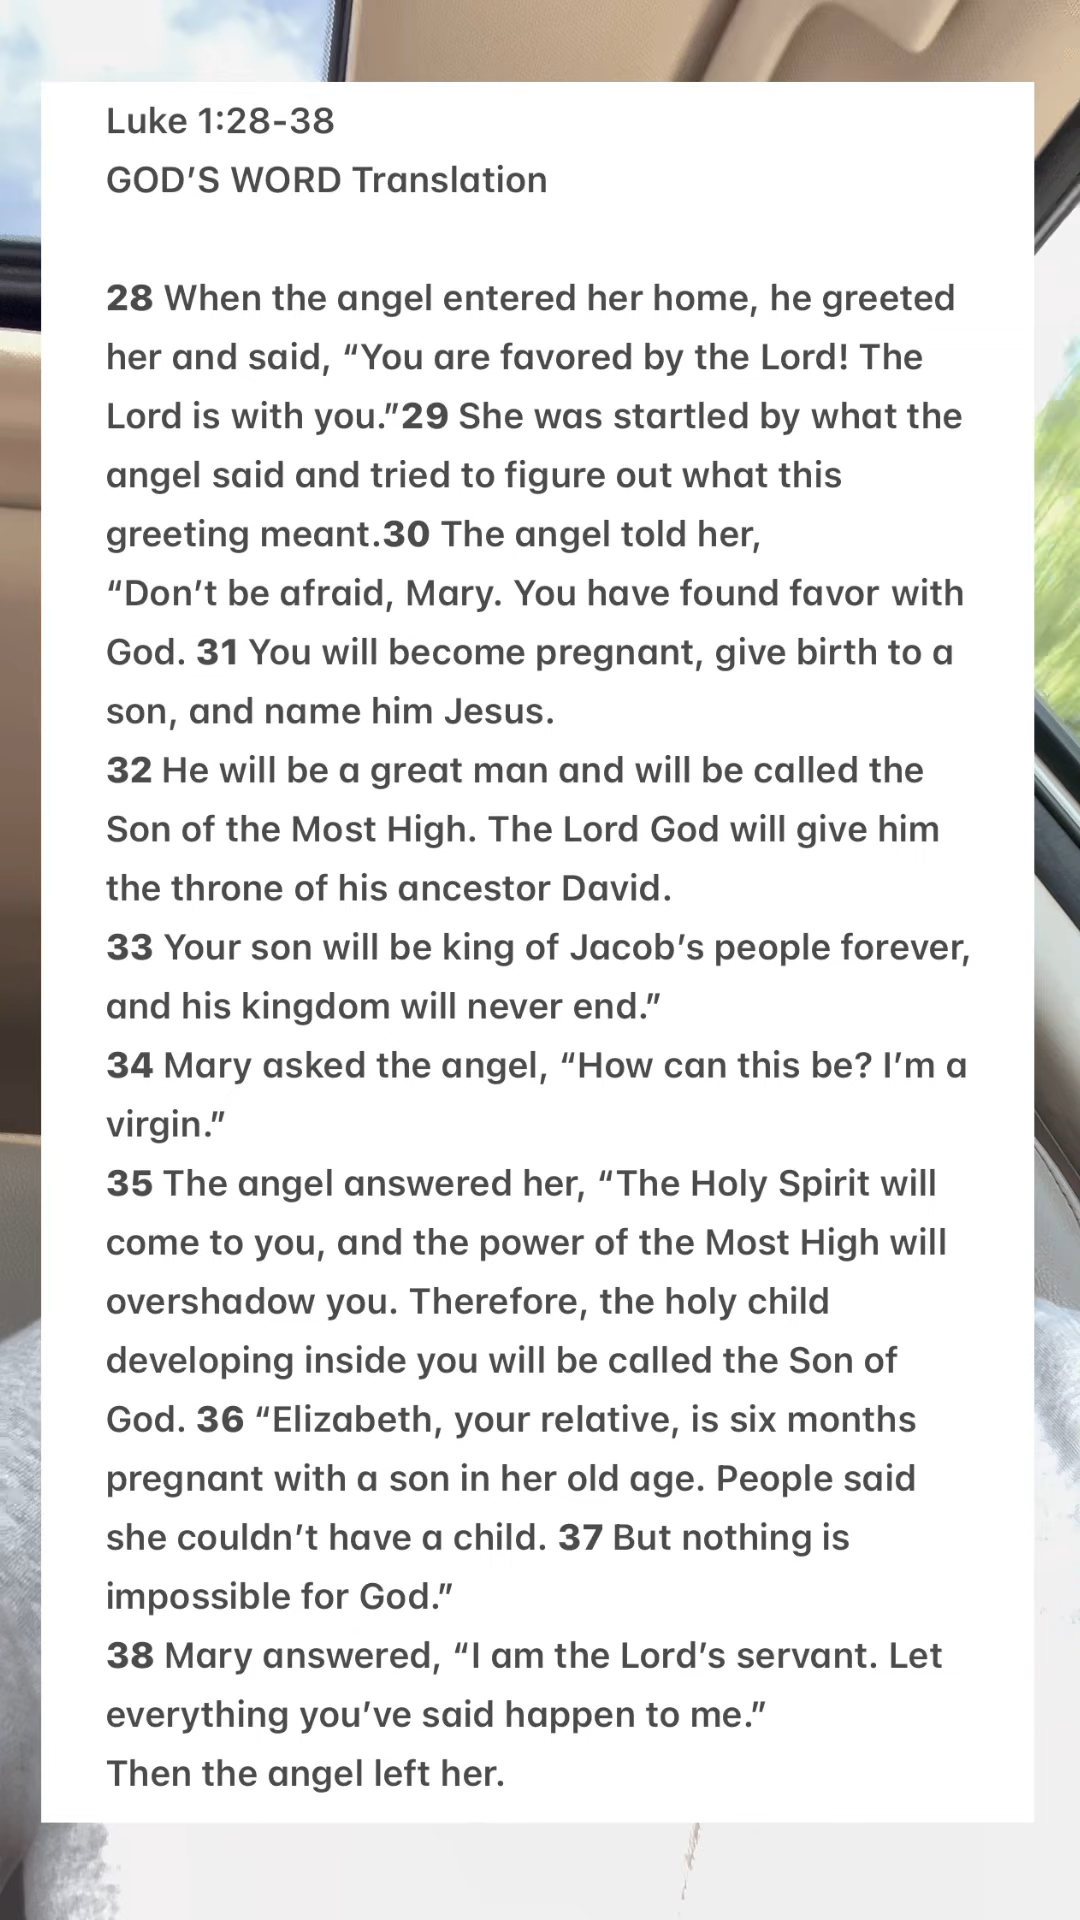 Luke 1:28-38
GOD’S WORD Translation
28 When the angel entered her home, he greeted
her and said, “You are favored by the Lord! The
Lord is with you.”29 She was startled by what the
angel said and tried to figure out what this
greeting meant.30 The angel told her,
“Don’t be afraid, Mary. You have found favor with
God. 31 You will become pregnant, give birth to a
son, and name him Jesus.
32 He will be a great man and will be called the
Son of the Most High. The Lord God will give him
the throne of his ancestor David.
33 Your son will be king of Jacob’s people forever,
and his kingdom will never end.”
34 Mary asked the angel, “How can this be? I’m a
virgin.”
35 The angel answered her, “The Holy Spirit will
come to you, and the power of the Most High will
overshadow you. Therefore, the holy child
developing inside you will be called the Son of
God. 36 “Elizabeth, your relative, is six months
pregnant with a son in her old age. People said
she couldn’t have a child. 37 But nothing is
impossible for God.”
38 Mary answered, “I am the Lord’s servant. Let
everything you’ve said happen to me.”
Then the angel left her.